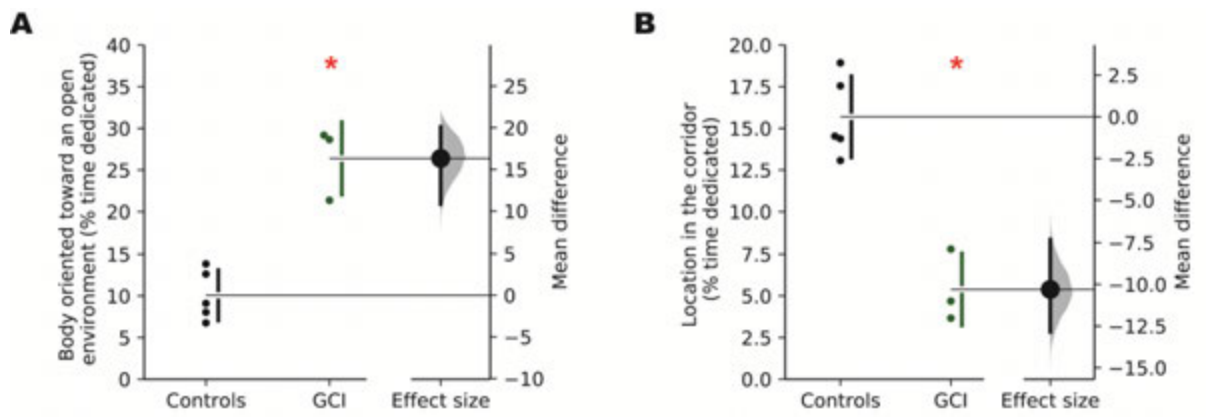 A
Body oriented toward an open
environment (% time dedicated)
40
35
30
25
20
15
10
5
0
*
25
20
15
10
5
0
−5
−10
Mean difference
Controls
GCI
Effect size
B
Location in the corridor
(% time dedicated)
20.0
17.5
15.0
12.5
10.0
7.5
5.0
2.5
0.0
*
2.5
0.0
−2.5
−5.0
−7.5
−10.0
−12.5
−15.0
Mean difference
Controls
GCI
Effect size